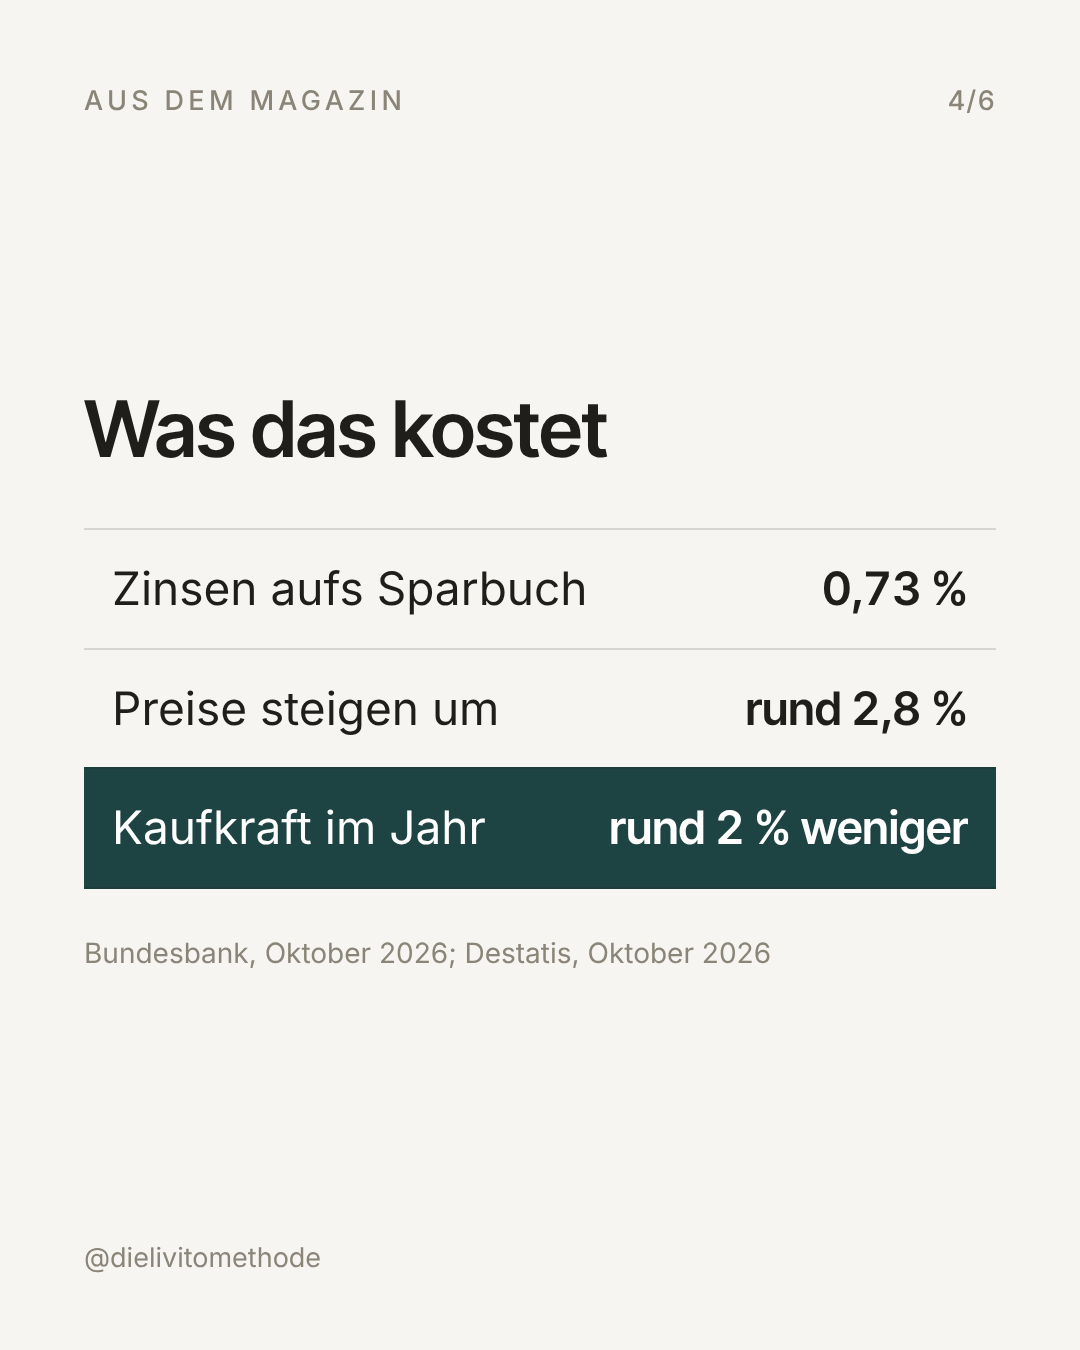 AUS DEM MAGAZIN 4/6
Was das kostet
Zinsen aufs Sparbuch 0,73 %
Preise steigen um rund 2,8 %
Kaufkraft im Jahr rund 2 % weniger
Bundesbank, Oktober 2026; Destatis, Oktober 2026
@dielivitomethode